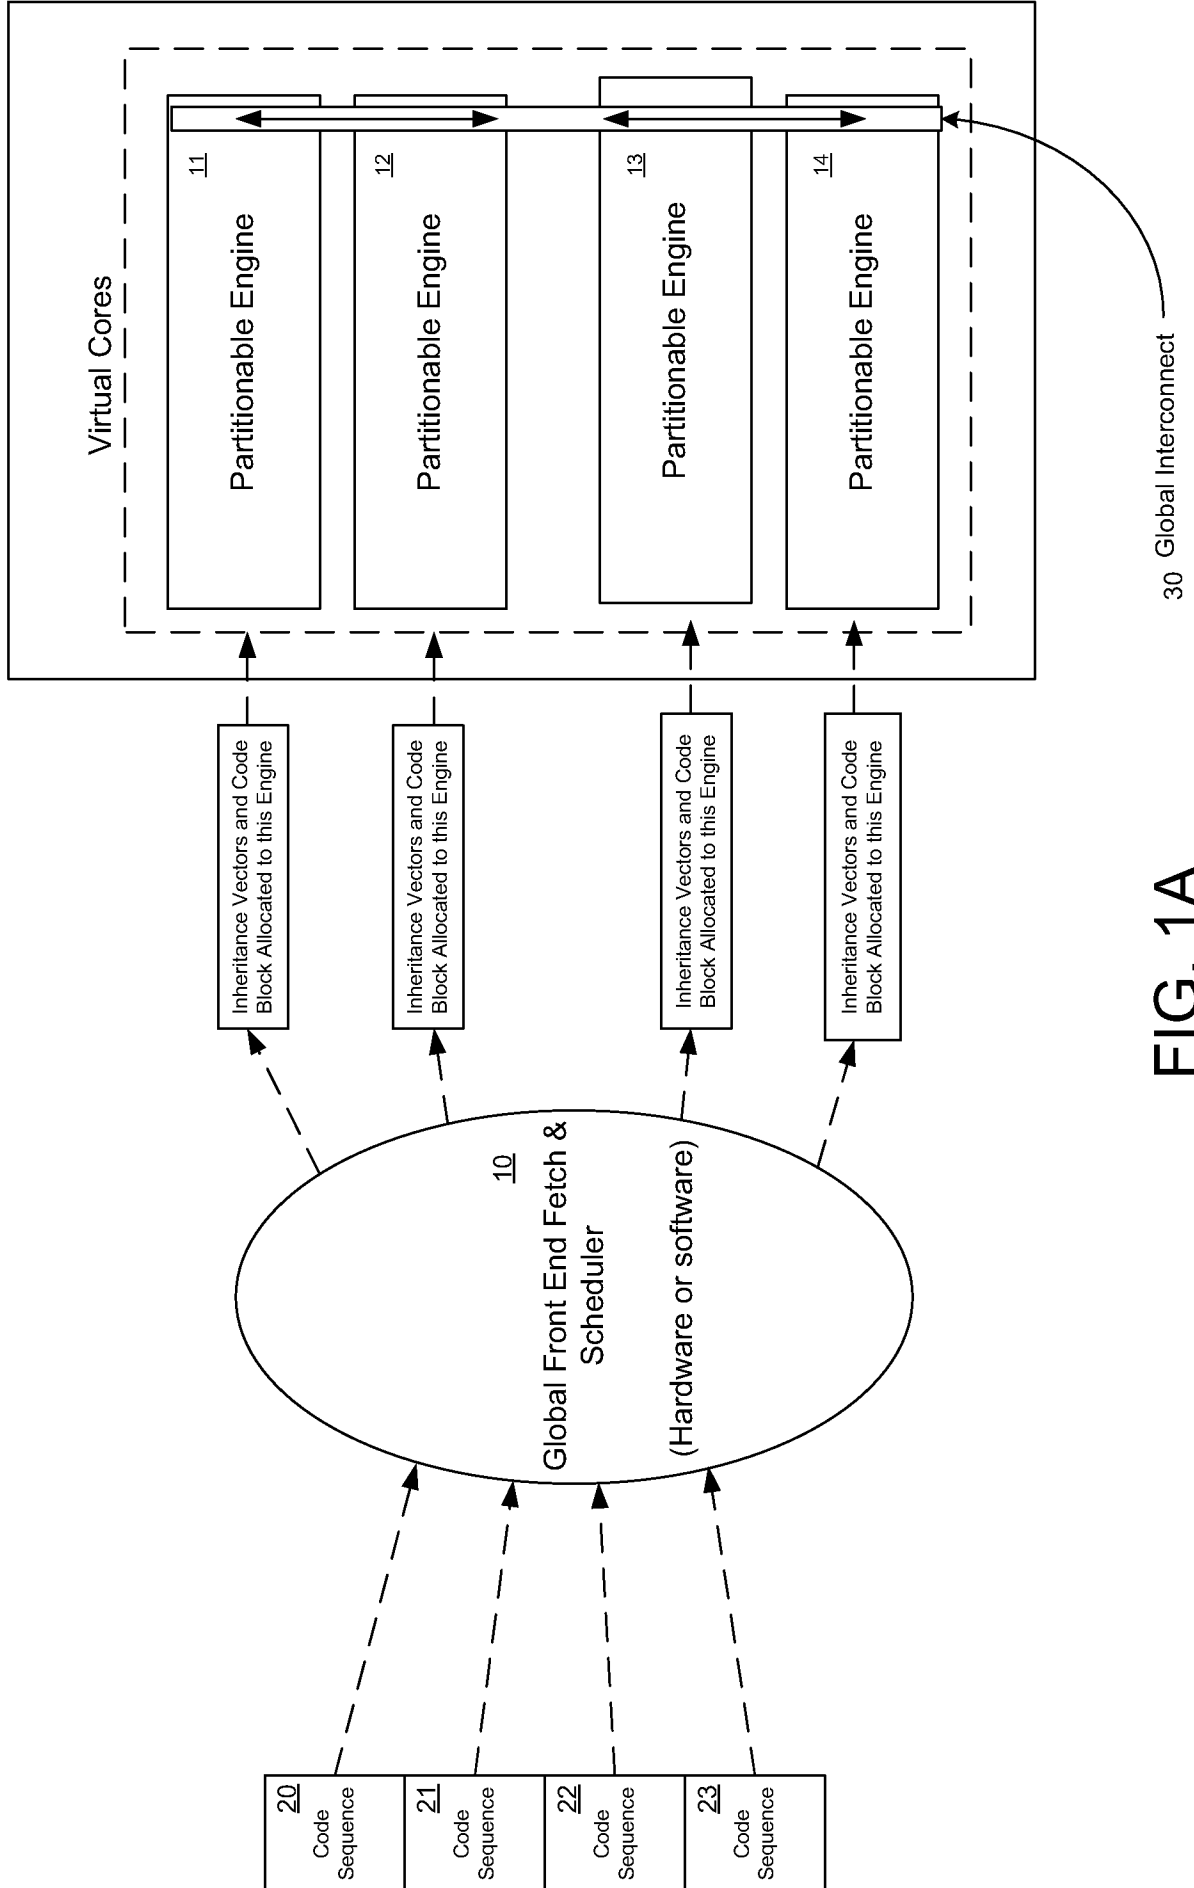 Virtual Cores
11
Partitionable Engine
12
Partitionable Engine
13
Partitionable Engine
14
Partitionable Engine
30 Global Interconnect
Inheritance Vectors and Code
Block Allocated to this Engine
Inheritance Vectors and Code
Block Allocated to this Engine
Inheritance Vectors and Code
Block Allocated to this Engine
Inheritance Vectors and Code
Block Allocated to this Engine
10
Global Front End Fetch &
Scheduler
(Hardware or software)
20
Code
Sequence
21
Code
Sequence
22
Code
Sequence
23
Code
Sequence
FIG. 1A